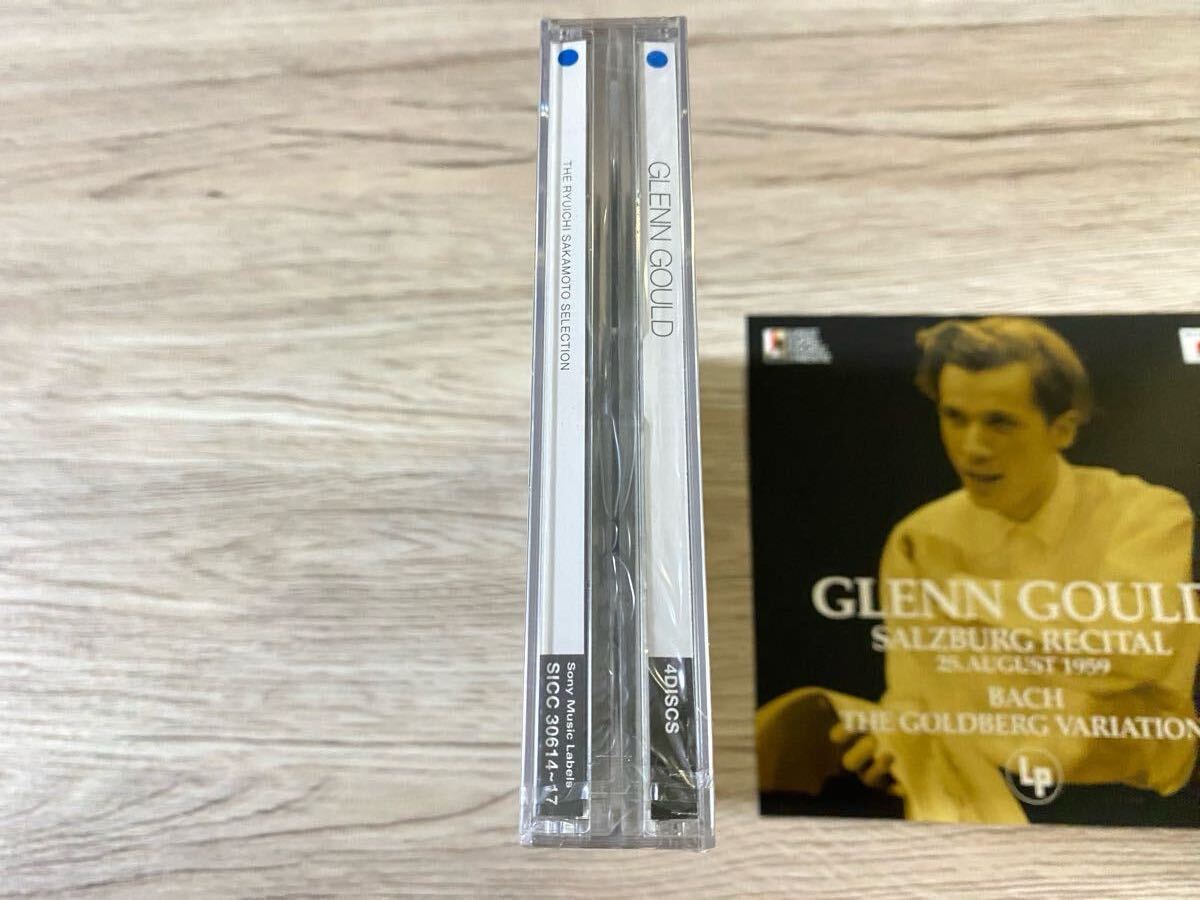 THE RYUICHI SAKAMOTO SELECTION
Sony Music Labels
SICC 30614~17
GLENN GOULD
4DISCS
GLENN GOULD
SALZBURG RECITAL
25. AUGUST 1959
BACH
THE GOLDBERG VARIATION
Lp